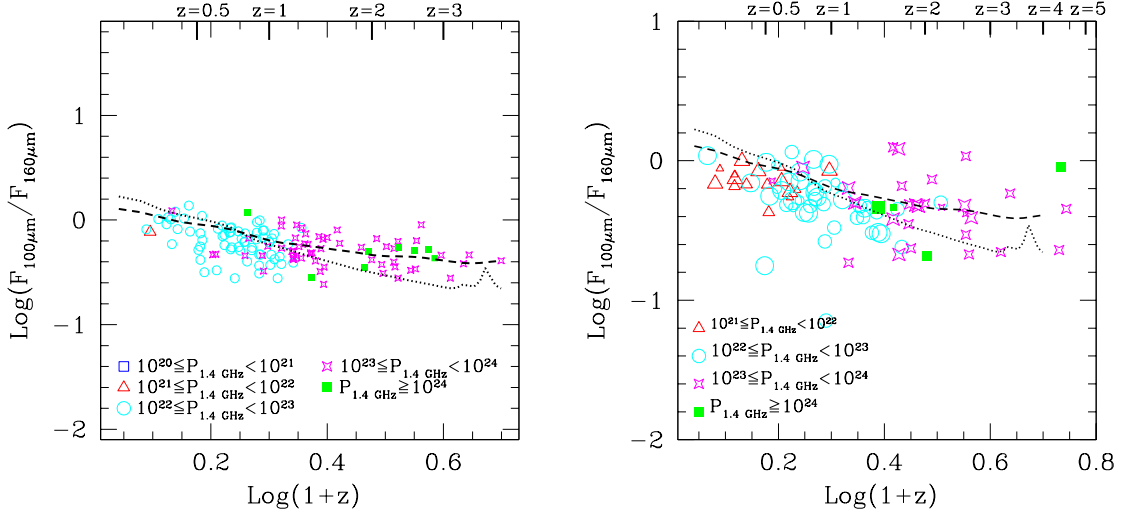 z=0.5 z=1 z=2 z=3
1
0
−1
−2
Log(F100μm/F160μm)
10²⁰≤P1.4 GHz<10²¹
10²¹≤P1.4 GHz<10²²
10²²≤P1.4 GHz<10²³
10²³≤P1.4 GHz<10²⁴
P1.4 GHz≥10²⁴
0.2 0.4 0.6
Log(1+z)
z=0.5 z=1 z=2 z=3 z=4 z=5
1
0
−1
−2
Log(F100μm/F160μm)
10²¹≤P1.4 GHz<10²²
10²²≤P1.4 GHz<10²³
10²³≤P1.4 GHz<10²⁴
P1.4 GHz≥10²⁴
0.2 0.4 0.6 0.8
Log(1+z)